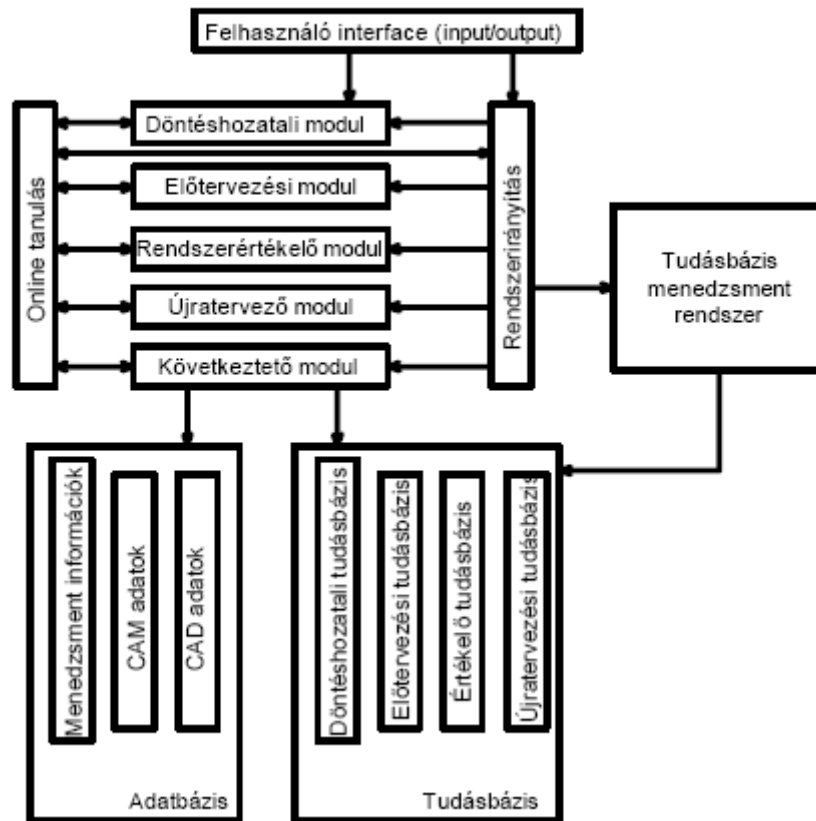 Felhasználó interface (input/output)
Online tanulás
Döntéshozatali modul
Előtervezési modul
Rendszerértékelő modul
Újratervező modul
Következtető modul
Rendszerirányítás
Tudásbázis
menedzsment
rendszer
Menedzsment információk
CAM adatok
CAD adatok
Adatbázis
Döntéshozatali tudásbázis
Előtervezési tudásbázis
Értékelő tudásbázis
Újratervezési tudásbázis
Tudásbázis